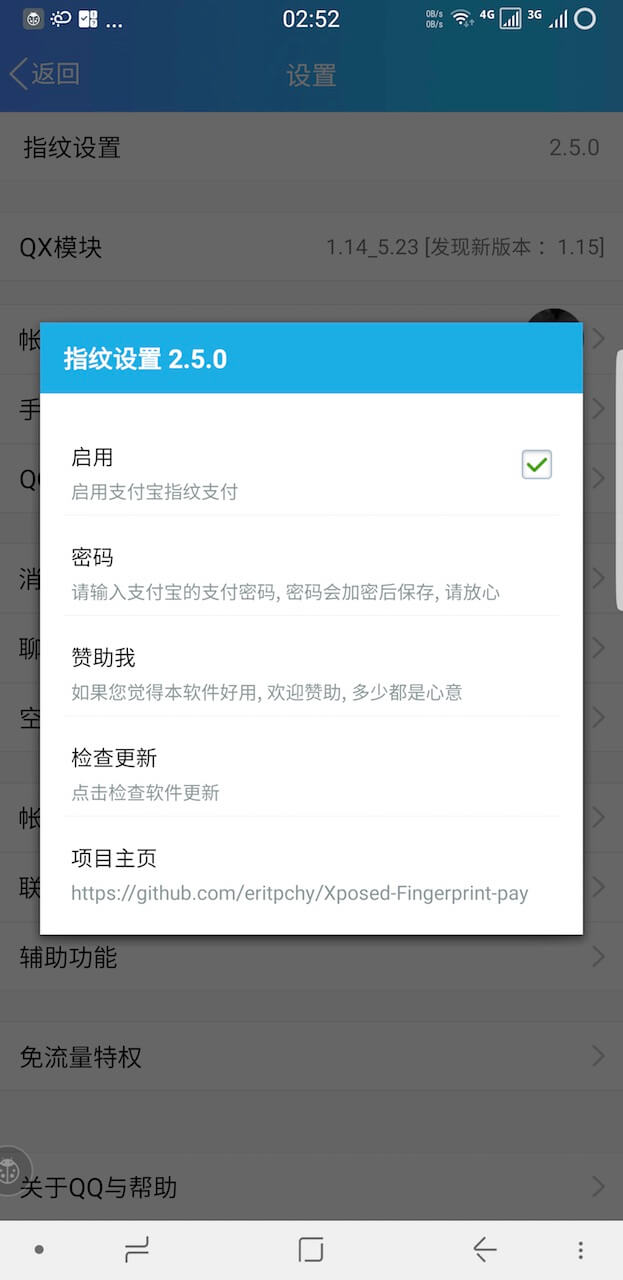 02:52
0B/s
0B/s
4G
3G
返回
设置
指纹设置 2.5.0
QX模块 1.14_5.23 [发现新版本： 1.15]
帐
手
指纹设置 2.5.0
启用
启用支付宝指纹支付
密码
请输入支付宝的支付密码, 密码会加密后保存, 请放心
消
赞助我
聊
如果您觉得本软件好用, 欢迎赞助, 多少都是心意
空
检查更新
点击检查软件更新
帐
项目主页
联
https://github.com/eritpchy/Xposed-Fingerprint-pay
辅助功能
免流量特权
关于QQ与帮助